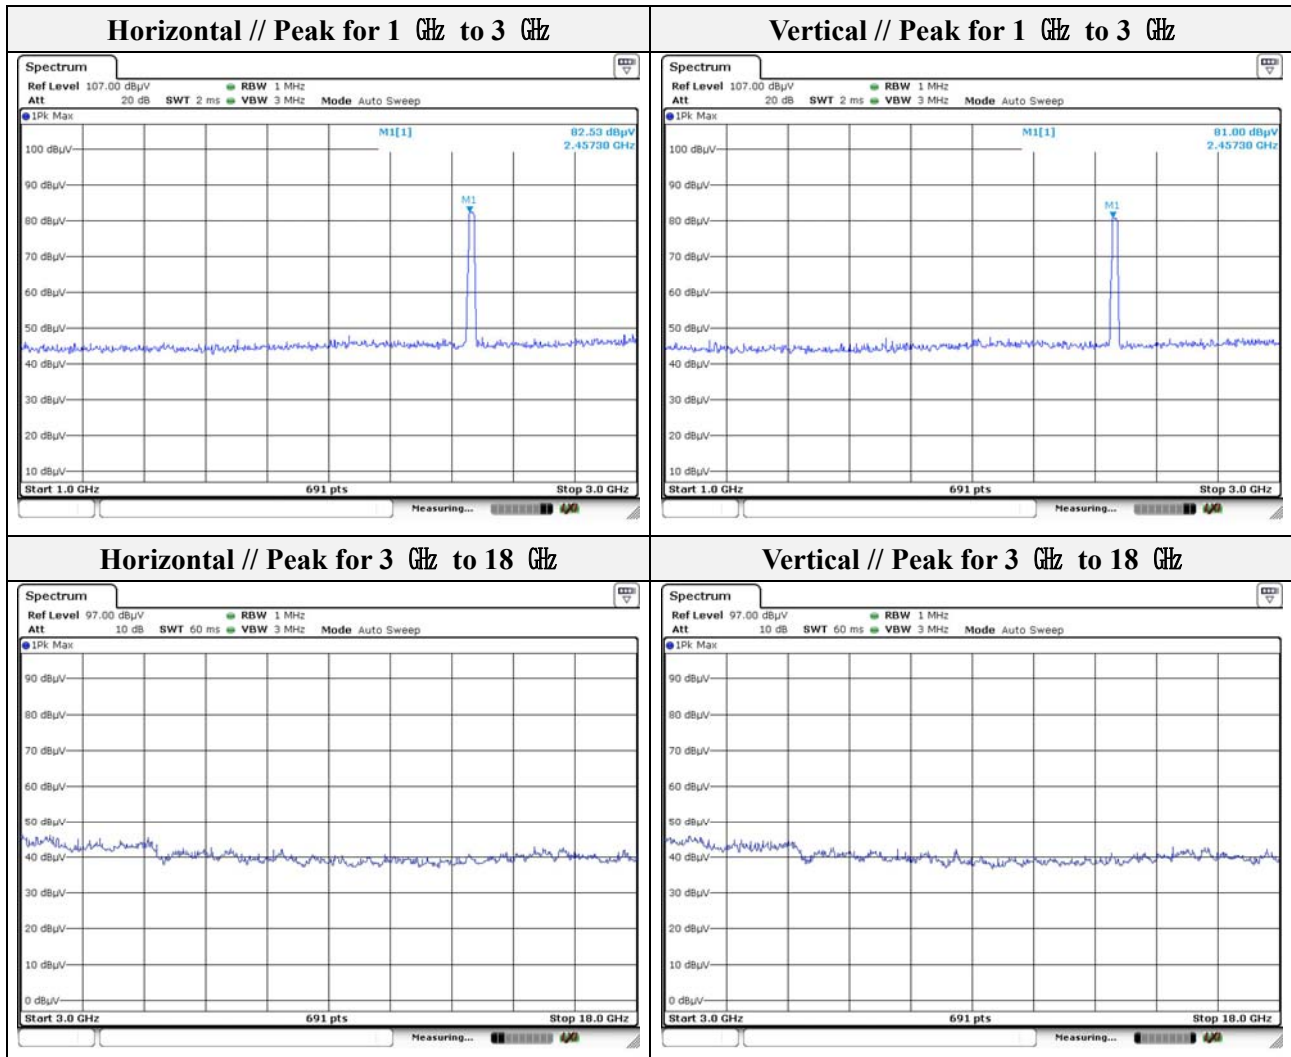 Horizontal // Peak for 1 ㎓ to 3 ㎓
Spectrum
Ref Level 107.00 dBµV RBW 1 MHz
Att 20 dB SWT 2 ms VBW 3 MHz Mode Auto Sweep
1Pk Max
M1[1] 82.53 dBµV
2.45730 GHz
100 dBµV
90 dBµV
M1
80 dBµV
70 dBµV
60 dBµV
50 dBµV
40 dBµV
30 dBµV
20 dBµV
10 dBµV
Start 1.0 GHz 691 pts Stop 3.0 GHz
Measuring...
Vertical // Peak for 1 ㎓ to 3 ㎓
Spectrum
Ref Level 107.00 dBµV RBW 1 MHz
Att 20 dB SWT 2 ms VBW 3 MHz Mode Auto Sweep
1Pk Max
M1[1] 81.00 dBµV
2.45730 GHz
100 dBµV
90 dBµV
M1
80 dBµV
70 dBµV
60 dBµV
50 dBµV
40 dBµV
30 dBµV
20 dBµV
10 dBµV
Start 1.0 GHz 691 pts Stop 3.0 GHz
Measuring...
Horizontal // Peak for 3 ㎓ to 18 ㎓
Spectrum
Ref Level 97.00 dBµV RBW 1 MHz
Att 10 dB SWT 60 ms VBW 3 MHz Mode Auto Sweep
1Pk Max
90 dBµV
80 dBµV
70 dBµV
60 dBµV
50 dBµV
40 dBµV
30 dBµV
20 dBµV
10 dBµV
0 dBµV
Start 3.0 GHz 691 pts Stop 18.0 GHz
Measuring...
Vertical // Peak for 3 ㎓ to 18 ㎓
Spectrum
Ref Level 97.00 dBµV RBW 1 MHz
Att 10 dB SWT 60 ms VBW 3 MHz Mode Auto Sweep
1Pk Max
90 dBµV
80 dBµV
70 dBµV
60 dBµV
50 dBµV
40 dBµV
30 dBµV
20 dBµV
10 dBµV
0 dBµV
Start 3.0 GHz 691 pts Stop 18.0 GHz
Measuring...